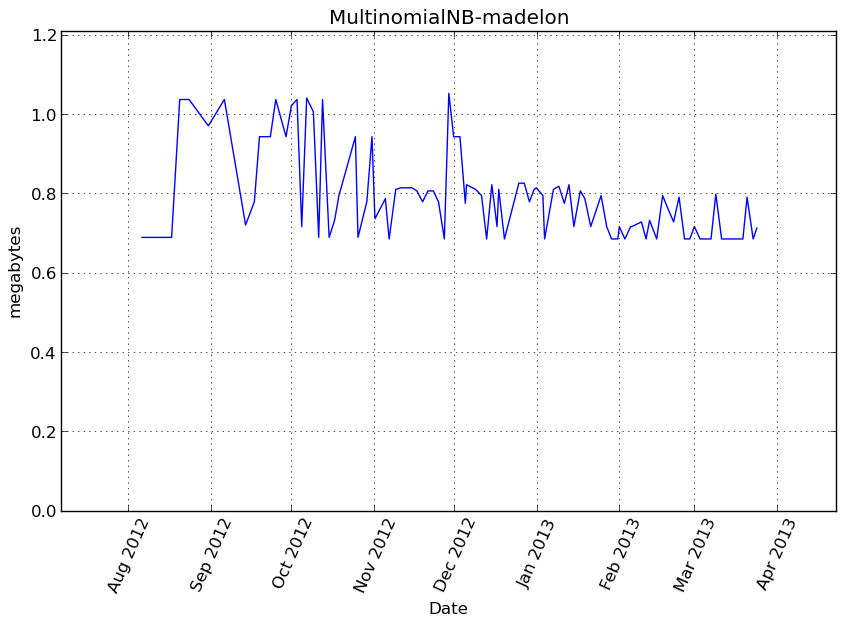 MultinomialNB-madelon
1.2
1.0
0.8
0.6
0.4
0.2
0.0
megabytes
Aug 2012
Sep 2012
Oct 2012
Nov 2012
Dec 2012
Jan 2013
Feb 2013
Mar 2013
Apr 2013
Date